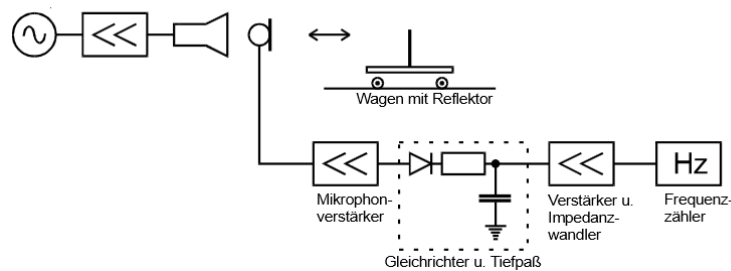 Wagen mit Reflektor
Hz
Mikrophon-
verstärker
Verstärker u.
Impedanz-
wandler
Frequenz-
zähler
Gleichrichter u. Tiefpaß